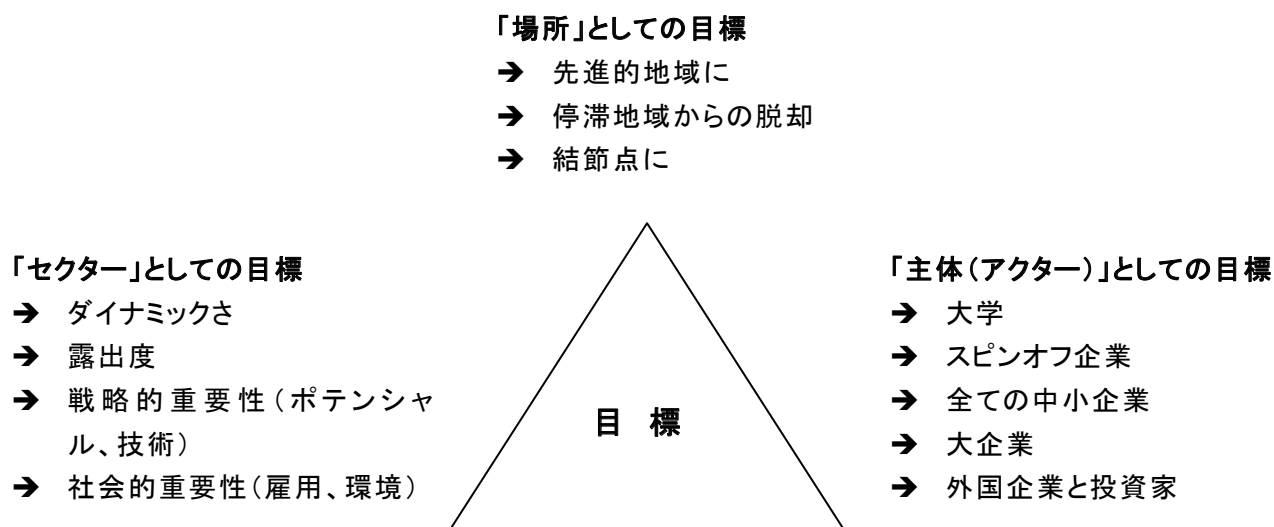 「場所」としての目標
➔ 先進的地域に
➔ 停滞地域からの脱却
➔ 結節点に
「セクター」としての目標
➔ ダイナミックさ
➔ 露出度
➔ 戦略的重要性(ポテンシャ
ル、技術)
➔ 社会的重要性(雇用、環境)
目 標
「主体(アクター)」としての目標
➔ 大学
➔ スピンオフ企業
➔ 全ての中小企業
➔ 大企業
➔ 外国企業と投資家